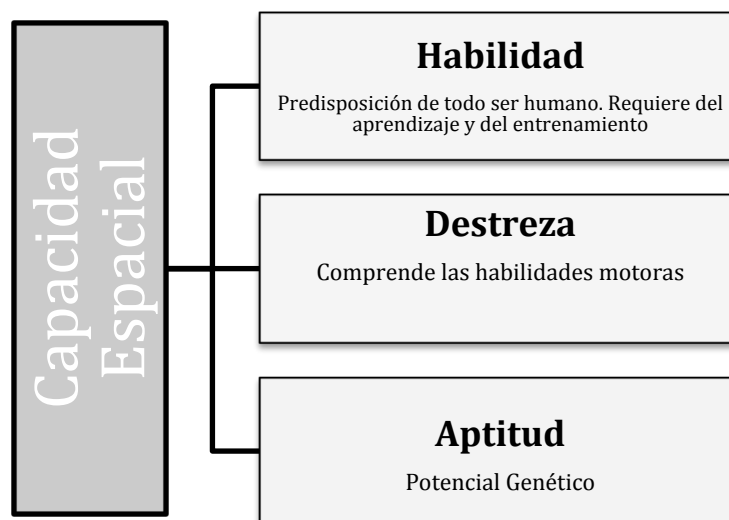 Capacidad
Espacial
Habilidad
Predisposición de todo ser humano. Requiere del
aprendizaje y del entrenamiento
Destreza
Comprende las habilidades motoras
Aptitud
Potencial Genético